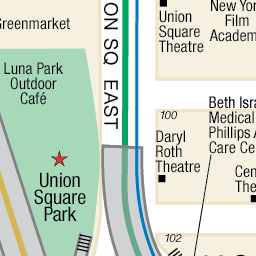 Greenmarket
Luna Park
Outdoor
Café
Union
Square
Park
ON SQ EAST
Union
Square
Theatre
New York
Film
Academ
100
Daryl
Roth
Theatre
Beth Isra
Medical
Phillips A
Care Cen
Cen
The
102